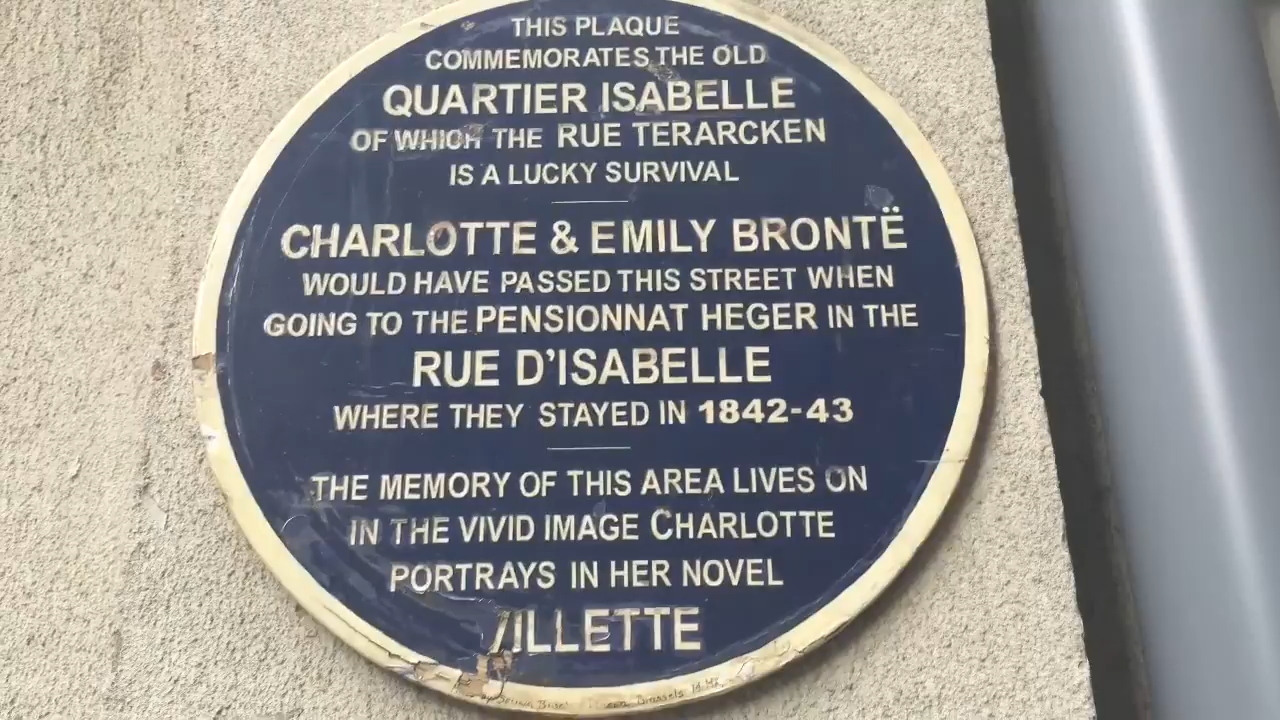 THIS PLAQUE
COMMEMORATES THE OLD
QUARTIER ISABELLE
OF WHICH THE RUE TERARCKEN
IS A LUCKY SURVIVAL
CHARLOTTE & EMILY BRONTË
WOULD HAVE PASSED THIS STREET WHEN
GOING TO THE PENSIONNAT HEGER IN THE
RUE D'ISABELLE
WHERE THEY STAYED IN 1842-43
THE MEMORY OF THIS AREA LIVES ON
IN THE VIVID IMAGE CHARLOTTE
PORTRAYS IN HER NOVEL
VILLETTE
Brussels